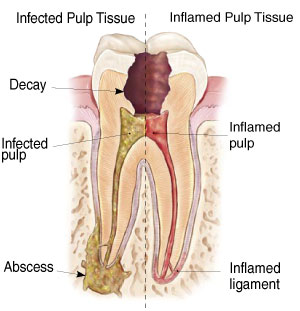 Infected Pulp Tissue
Inflamed Pulp Tissue
Decay
Infected
pulp
Inflamed
pulp
Abscess
Inflamed
ligament